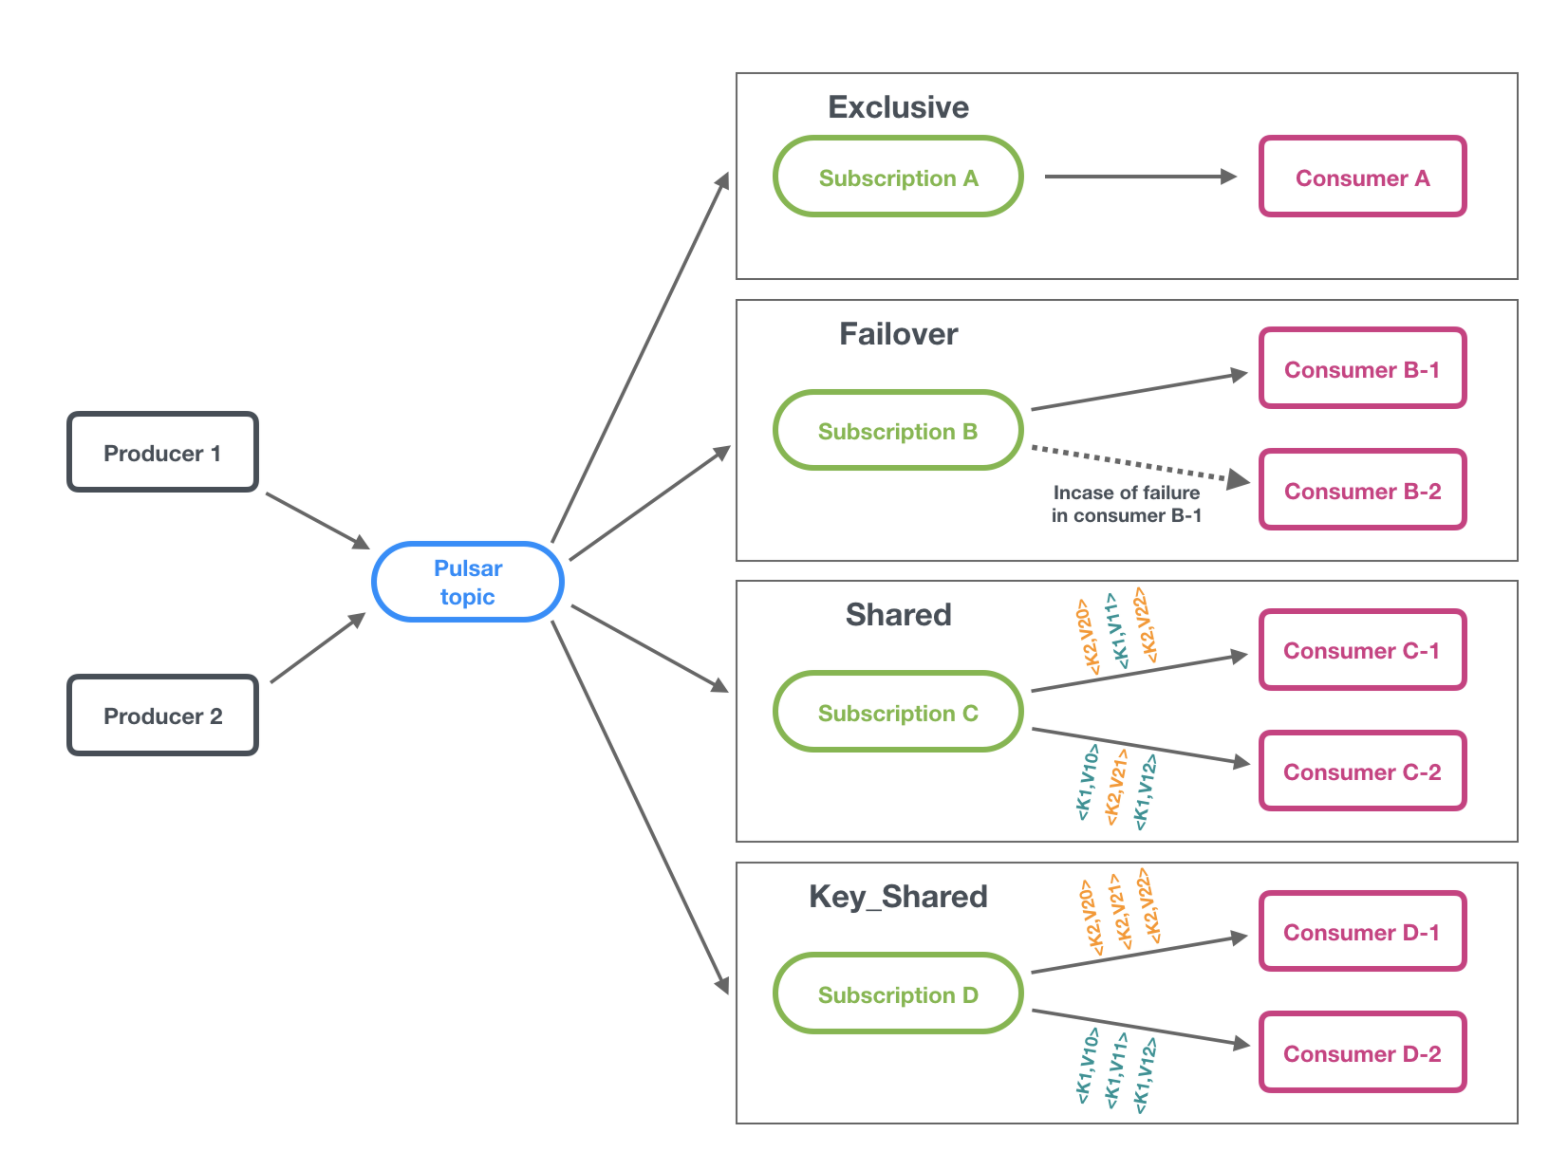 Producer 1
Producer 2
Pulsar
topic
Exclusive
Subscription A
Consumer A
Failover
Subscription B
Consumer B-1
Consumer B-2
Incase of failure
in consumer B-1
Shared
Subscription C
<K2,V20>
<K1,V11>
<K2,V22>
<K1,V10>
<K2,V21>
<K1,V12>
Consumer C-1
Consumer C-2
Key_Shared
Subscription D
<K2,V20>
<K2,V21>
<K2,V22>
<K1,V10>
<K1,V11>
<K1,V12>
Consumer D-1
Consumer D-2